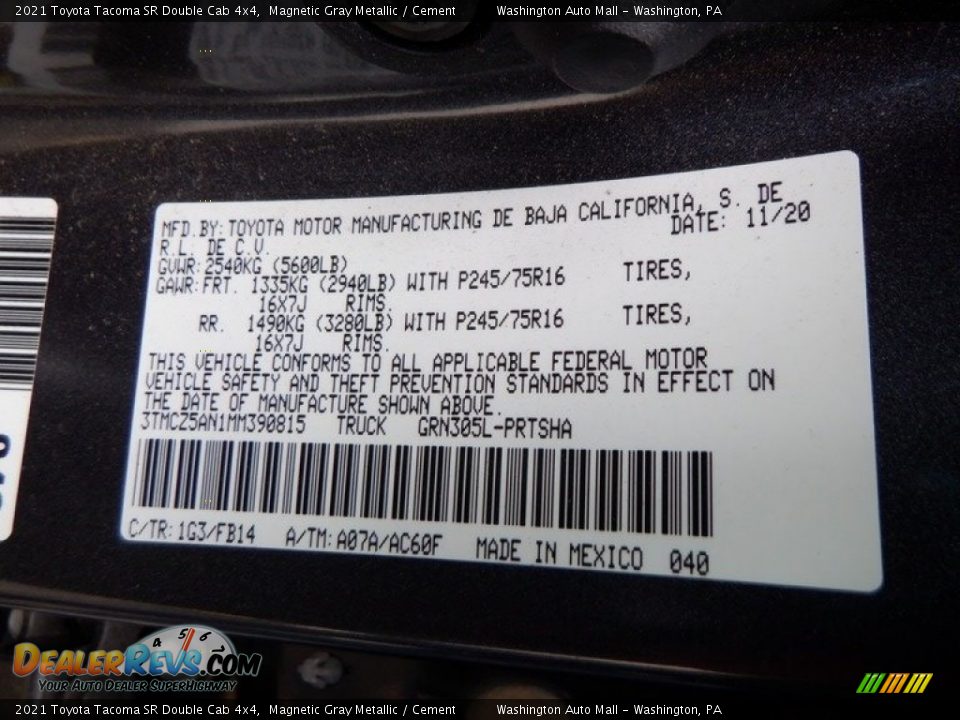 2021 Toyota Tacoma SR Double Cab 4x4, Magnetic Gray Metallic / Cement Washington Auto Mall - Washington, PA
MFD.BY:TOYOTA MOTOR MANUFACTURING DE BAJA CALIFORNIA, S. DE
R.L. DE C.V. DATE: 11/20
GVWR:2540KG (5600LB)
GAWR:FRT. 1335KG (2940LB) WITH P245/75R16 TIRES,
16X7J RIMS.
RR. 1490KG (3280LB) WITH P245/75R16 TIRES,
16X7J RIMS.
THIS VEHICLE CONFORMS TO ALL APPLICABLE FEDERAL MOTOR
VEHICLE SAFETY AND THEFT PREVENTION STANDARDS IN EFFECT ON
THE DATE OF MANUFACTURE SHOWN ABOVE.
3TMCZ5AN1MM390815 TRUCK GRN305L-PRTSHA
C/TR:1G3/FB14 A/TM:A07A/AC60F MADE IN MEXICO 040
4 5 6
DEALERREVS.COM
YOUR AUTO DEALER SUPERHIGHWAY
2021 Toyota Tacoma SR Double Cab 4x4, Magnetic Gray Metallic / Cement Washington Auto Mall - Washington, PA